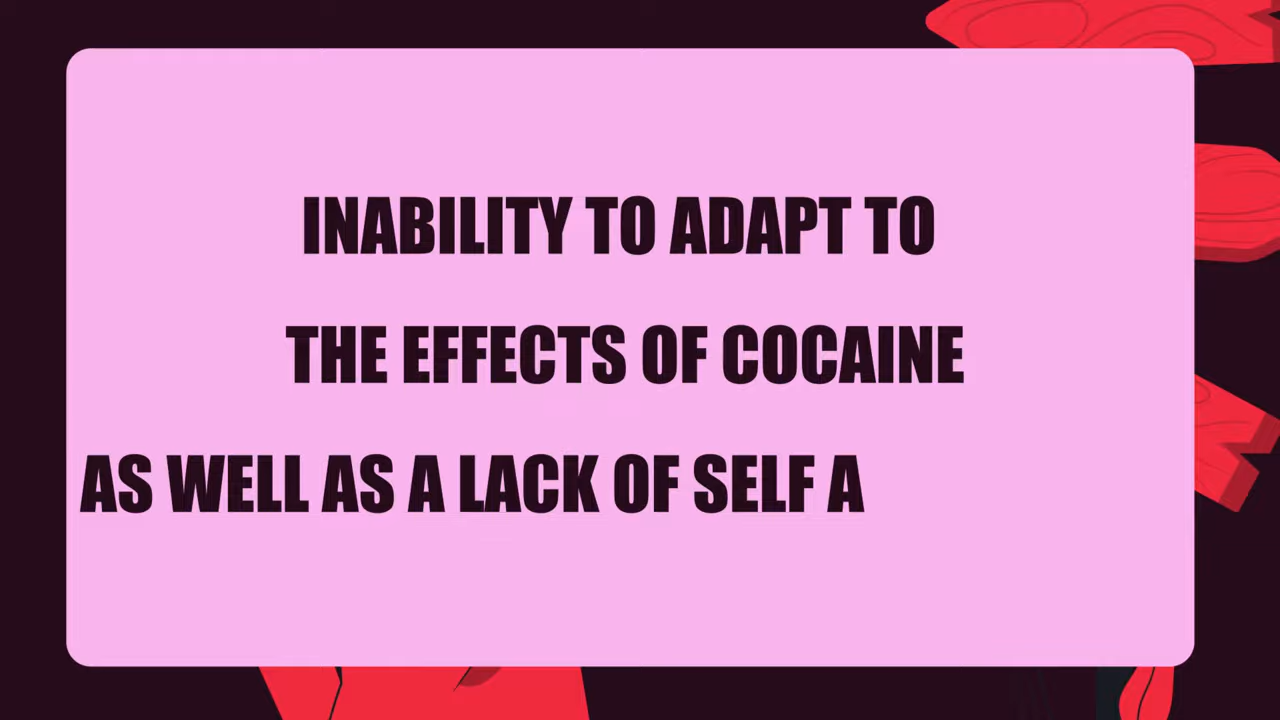 INABILITY TO ADAPT TO
THE EFFECTS OF COCAINE
AS WELL AS A LACK OF SELF A